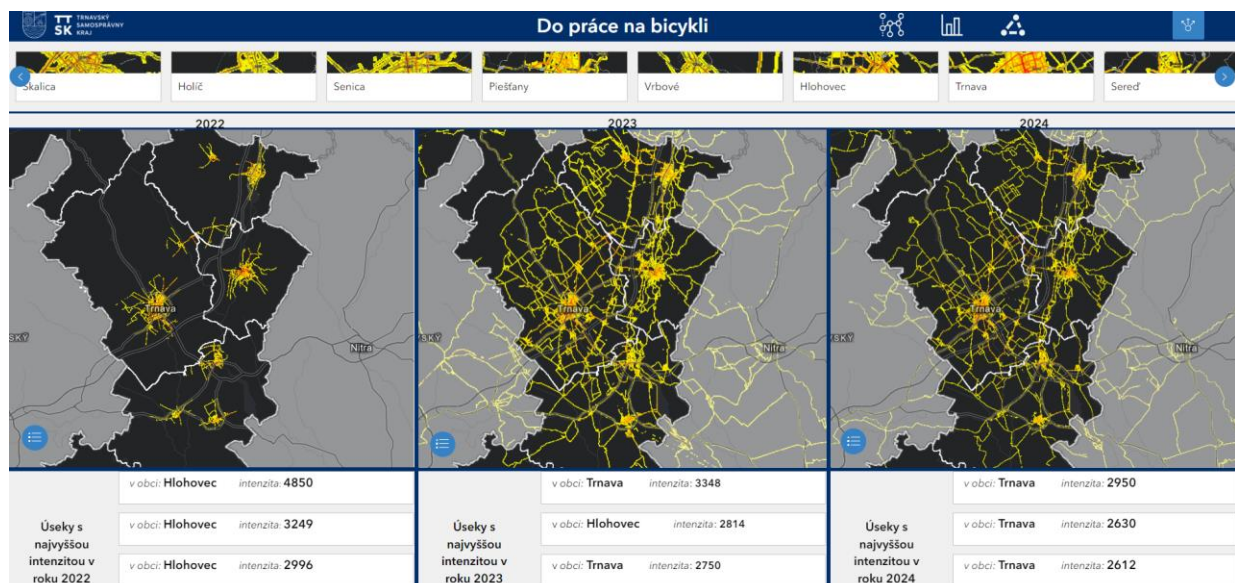 TT SK TRNAVSKÝ SAMOSPRÁVNY KRAJ
Do práce na bicykli
Skalica
Holíč
Senica
Piešťany
Vrbové
Hlohovec
Trnava
Sereď
2022
2023
2024
Trnava
SKÝ
Nitra
Trnava
VSKÝ
Nitra
Trnava
VSKÝ
Nitra
Úseky s najvyššou intenzitou v roku 2022
v obci: Hlohovec intenzita: 4850
v obci: Hlohovec intenzita: 3249
v obci: Hlohovec intenzita: 2996
Úseky s najvyššou intenzitou v roku 2023
v obci: Trnava intenzita: 3348
v obci: Hlohovec intenzita: 2814
v obci: Trnava intenzita: 2750
Úseky s najvyššou intenzitou v roku 2024
v obci: Trnava intenzita: 2950
v obci: Trnava intenzita: 2630
v obci: Trnava intenzita: 2612